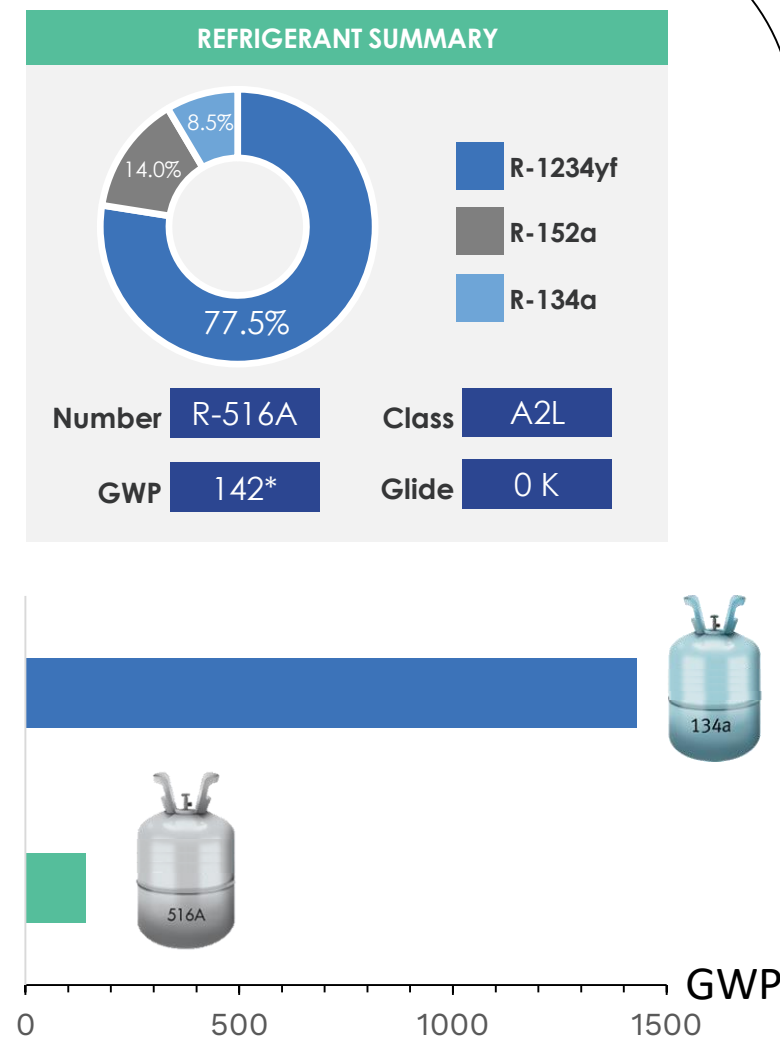 REFRIGERANT SUMMARY
8.5%
14.0%
77.5%
R-1234yf
R-152a
R-134a
Number R-516A Class A2L
GWP 142* Glide 0 K
134a
516A
GWP
0 500 1000 1500